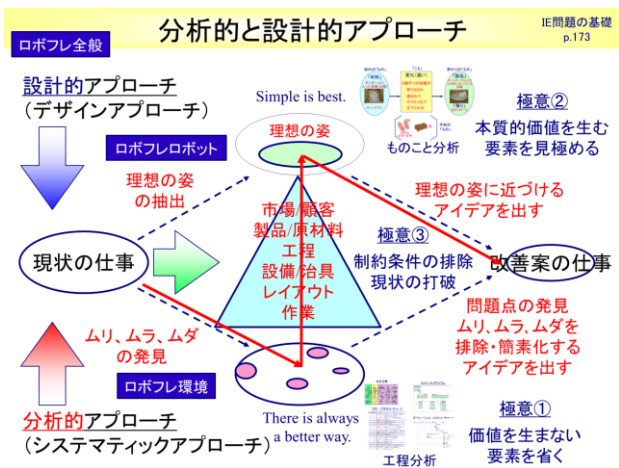 分析的と設計的アプローチ
IE問題の基礎
p.173
ロボフレ全般
設計的アプローチ
(デザインアプローチ)
Simple is best.
理想の姿
ものこと分析
極意②
本質的価値を生む
要素を見極める
ロボフレロボット
理想の姿
の抽出
理想の姿に近づける
アイデアを出す
市場/顧客
製品/原材料
工程
設備/治具
レイアウト
作業
極意③
制約条件の排除
現状の打破
現状の仕事
改善案の仕事
ムリ、ムラ、ムダ
の発見
問題点の発見
ムリ、ムラ、ムダを
排除・簡素化する
アイデアを出す
ロボフレ環境
分析的アプローチ
(システマティックアプローチ)
There is always
a better way.
工程分析
極意①
価値を生まない
要素を省く